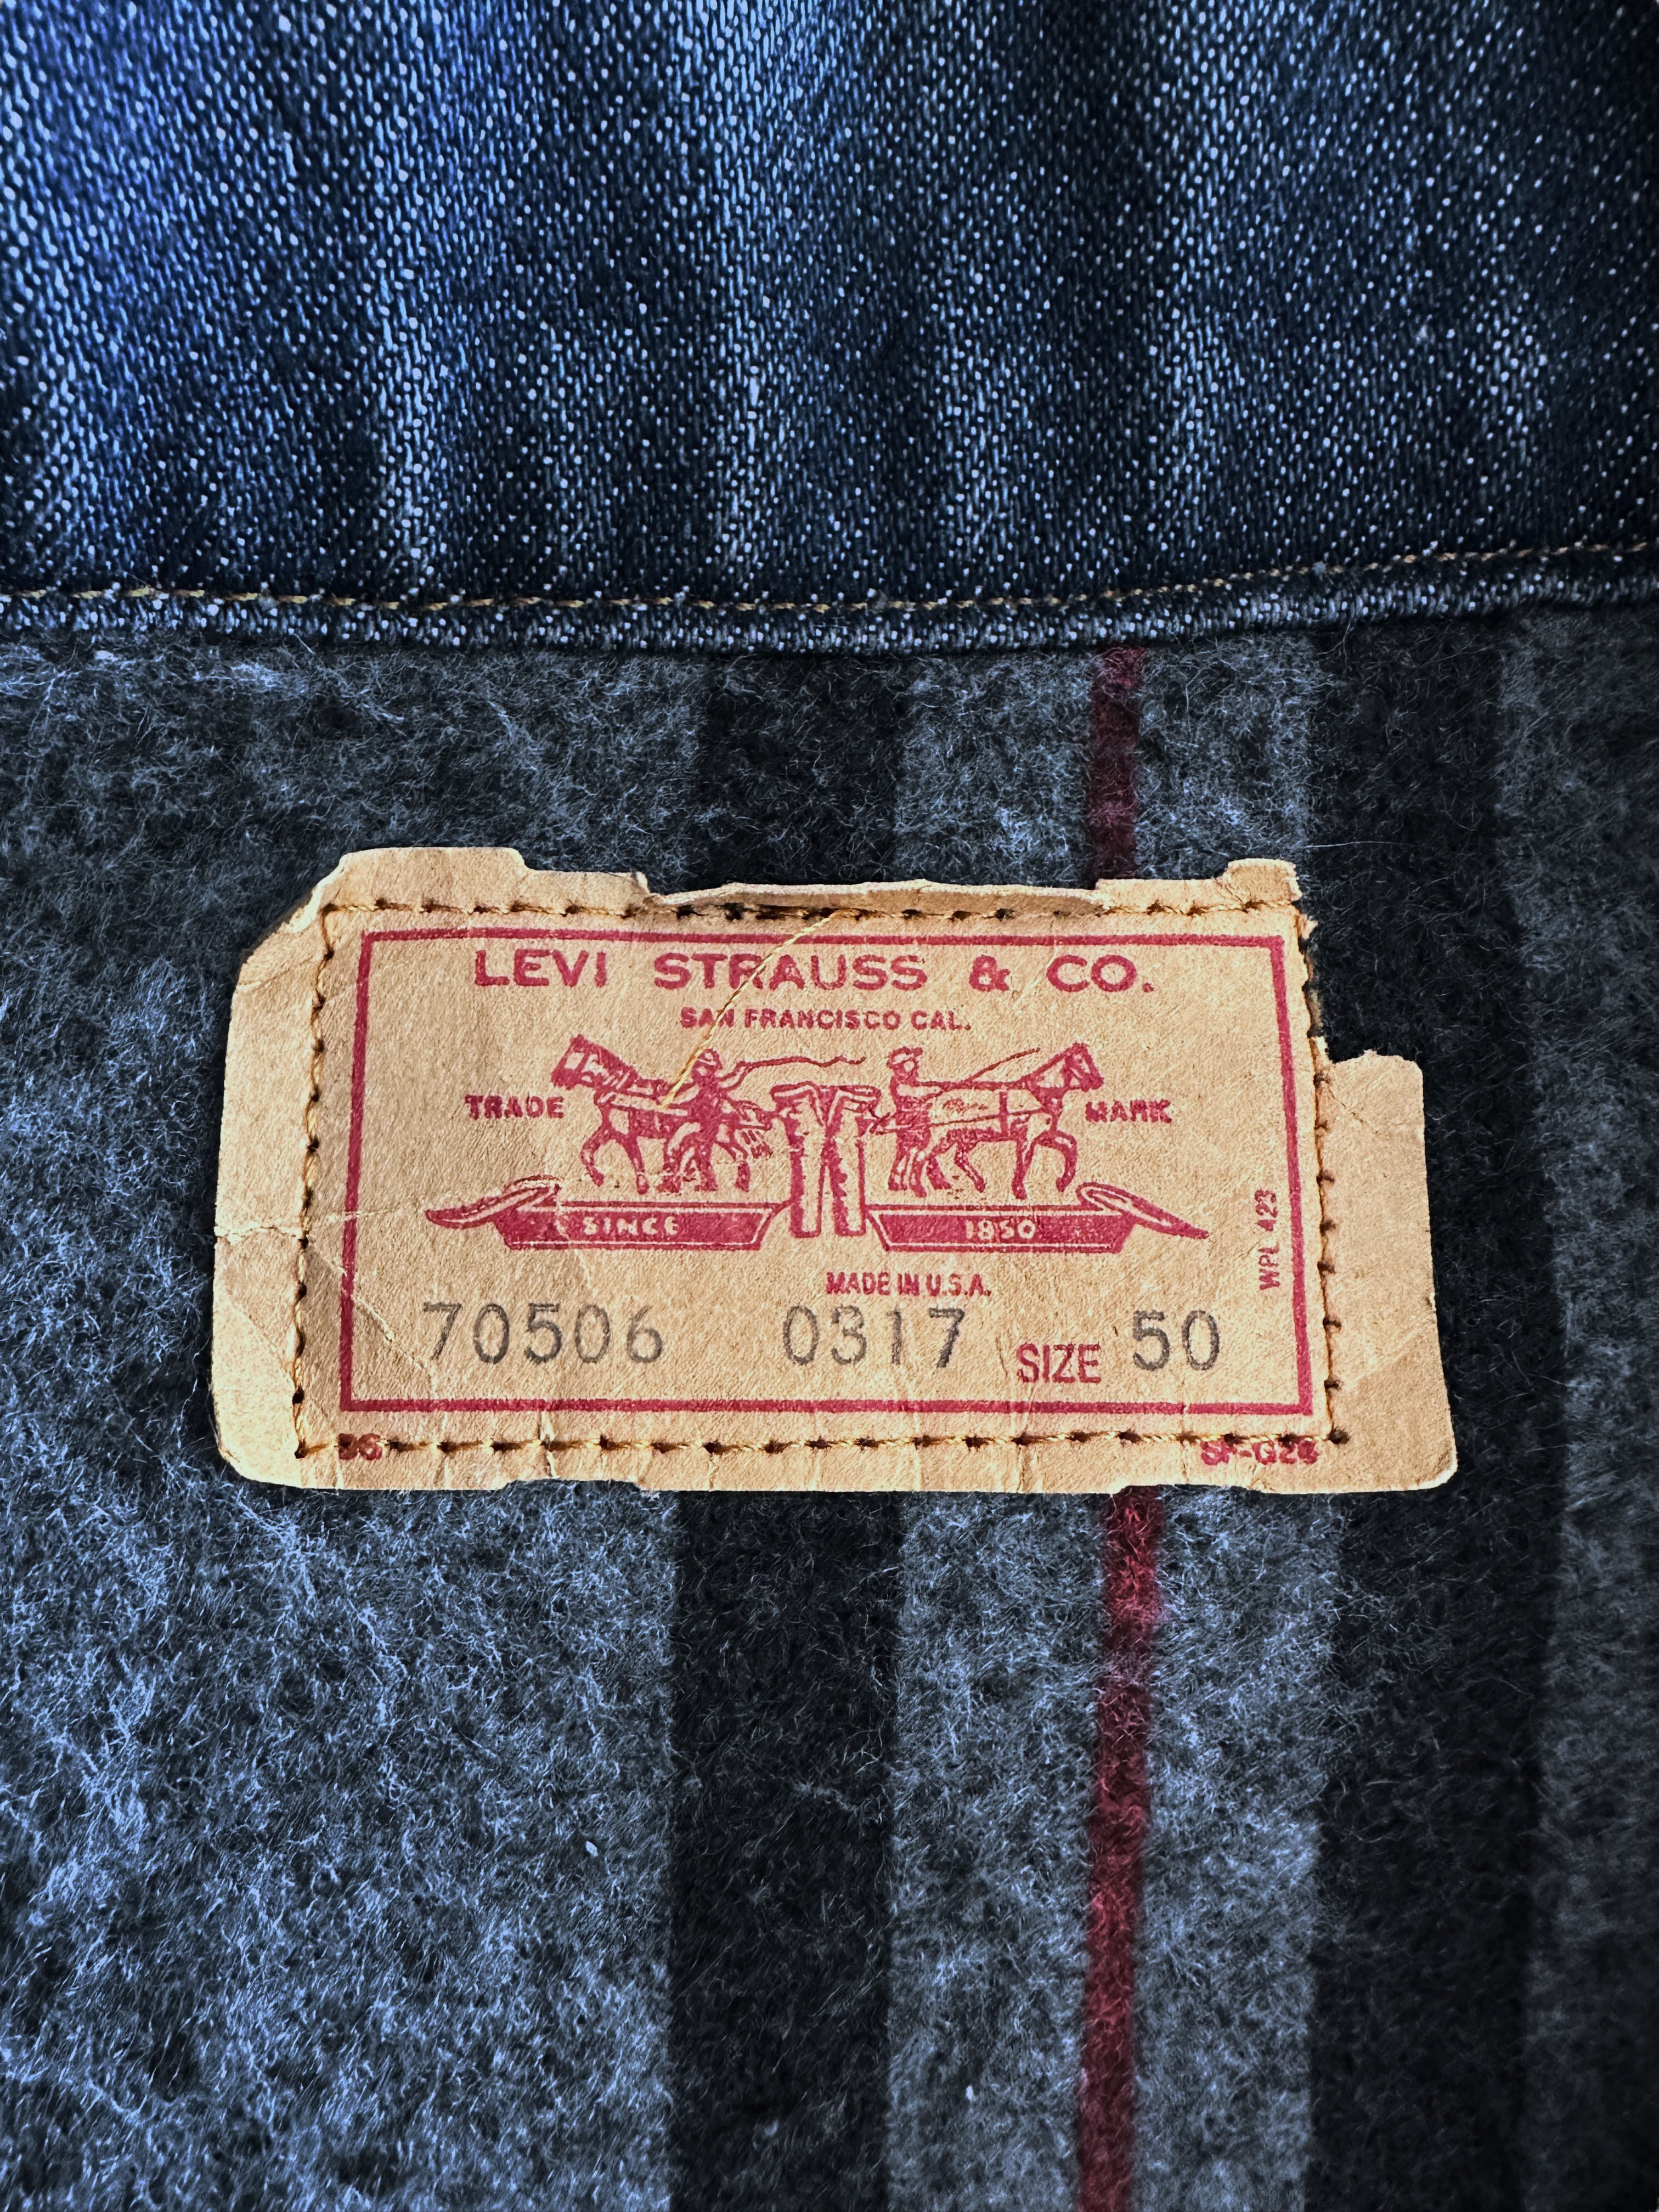 LEVI STRAUSS & CO.
SAN FRANCISCO CAL.
TRADE MARK
SINCE 1850
WPL 423
MADE IN U.S.A.
70506 0317 SIZE 50